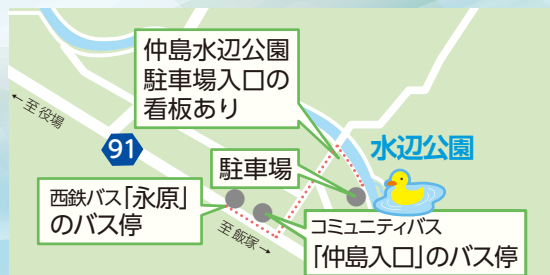 仲島水辺公園
駐車場入口の
看板あり
←至役場
91
水辺公園
駐車場
西鉄バス「永原」
のバス停
至飯塚→
コミュニティバス
「仲島入口」のバス停